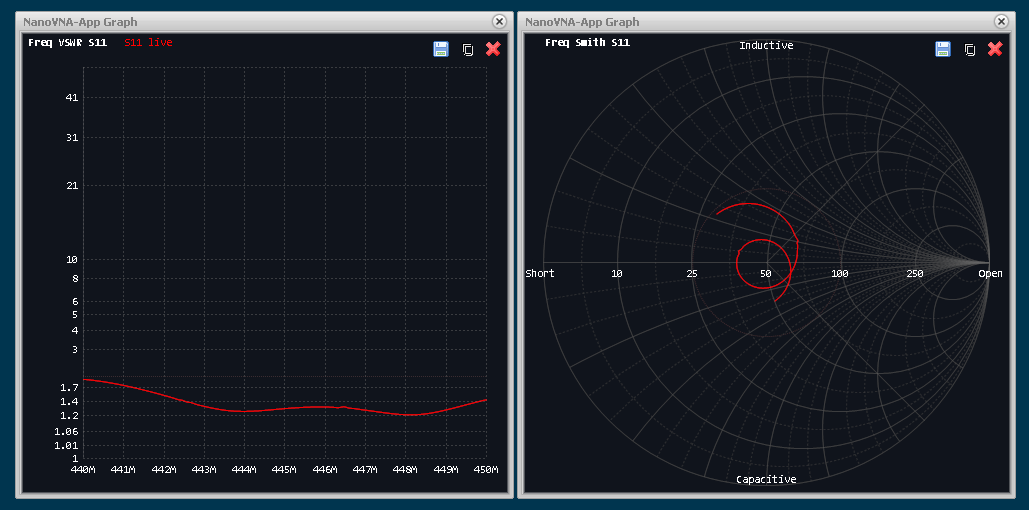 NanoVNA-App Graph
Freq VSWR S11 S11 live
41
31
21
10
8
6
5
4
3
1.7
1.4
1.2
1.06
1.01
1
440M 441M 442M 443M 444M 445M 446M 447M 448M 449M 450M
NanoVNA-App Graph
Freq Smith S11
Inductive
Short 10 25 50 100 250 Open
Capacitive